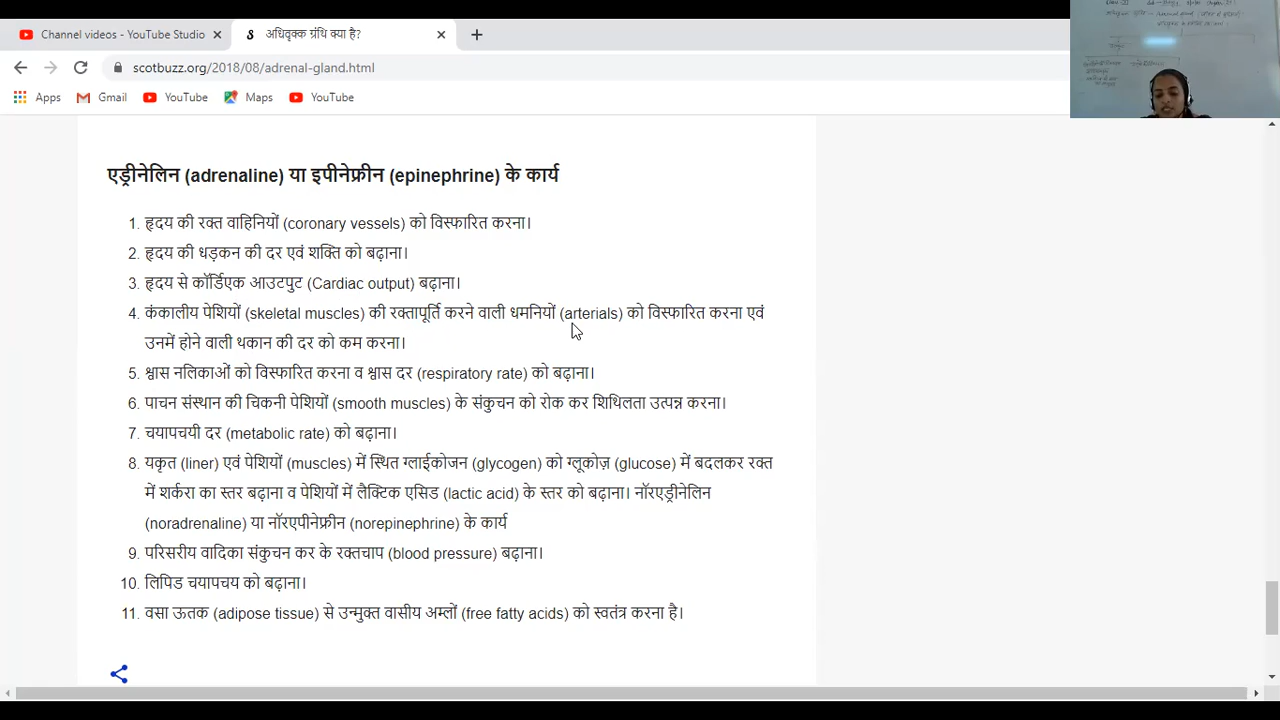 Channel videos - YouTube Studio
अधिवृक्क ग्रंथि क्या है?
scotbuzz.org/2018/08/adrenal-gland.html
Apps Gmail YouTube Maps YouTube
एड्रीनेलिन (adrenaline) या इपीनेफ्रीन (epinephrine) के कार्य
1. हृदय की रक्त वाहिनियों (coronary vessels) को विस्फारित करना।
2. हृदय की धड़कन की दर एवं शक्ति को बढ़ाना।
3. हृदय से कॉर्डिएक आउटपुट (Cardiac output) बढ़ाना।
4. कंकालीय पेशियों (skeletal muscles) की रक्तापूर्ति करने वाली धमनियों (arterials) को विस्फारित करना एवं
उनमें होने वाली थकान की दर को कम करना।
5. श्वास नलिकाओं को विस्फारित करना व श्वास दर (respiratory rate) को बढ़ाना।
6. पाचन संस्थान की चिकनी पेशियों (smooth muscles) के संकुचन को रोक कर शिथिलता उत्पन्न करना।
7. चयापचयी दर (metabolic rate) को बढ़ाना।
8. यकृत (liner) एवं पेशियों (muscles) में स्थित ग्लाईकोजन (glycogen) को ग्लूकोज़ (glucose) में बदलकर रक्त
में शर्करा का स्तर बढ़ाना व पेशियों में लैक्टिक एसिड (lactic acid) के स्तर को बढ़ाना। नॉरएड्रीनेलिन
(noradrenaline) या नॉरएपीनेफ्रीन (norepinephrine) के कार्य
9. परिसरीय वादिका संकुचन कर के रक्तचाप (blood pressure) बढ़ाना।
10. लिपिड चयापचय को बढ़ाना।
11. वसा ऊतक (adipose tissue) से उन्मुक्त वासीय अम्लों (free fatty acids) को स्वतंत्र करना है।